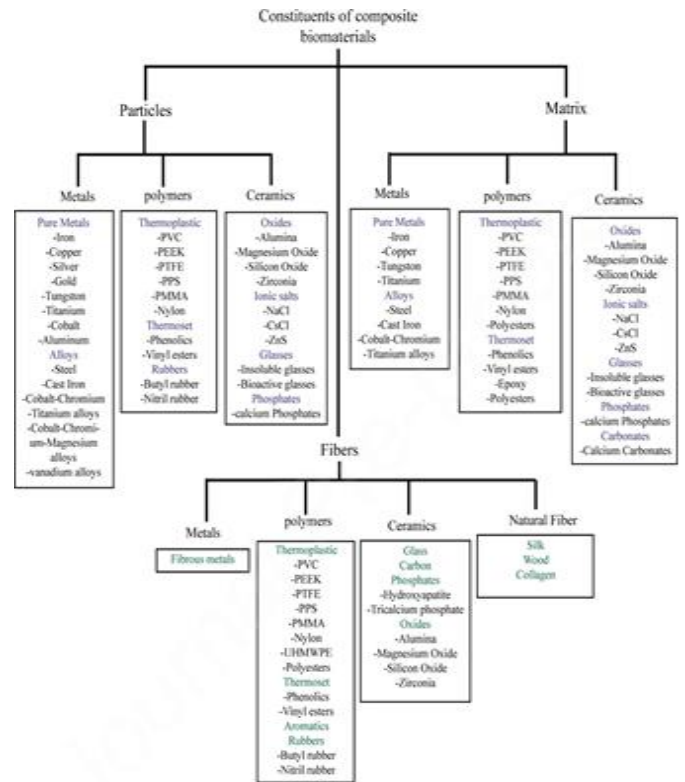 Constituents of composite
biomaterials
Particles
Metals
Pure Metals
-Iron
-Copper
-Silver
-Gold
-Tungston
-Titanium
-Cobalt
-Aluminum
Alloys
-Steel
-Cast Iron
-Cobalt-Chromium
-Titanium alloys
-Cobalt-Chromi-
um-Magnesium
alloys
-vanadium alloys
polymers
Thermoplastic
-PVC
-PEEK
-PTFE
-PPS
-PMMA
-Nylon
Thermoset
-Phenolics
-Vinyl esters
Rubbers
-Butyl rubber
-Nitril rubber
Ceramics
Oxides
-Alumina
-Magnesium Oxide
-Silicon Oxide
-Zirconia
Ionic salts
-NaCl
-CsCl
-ZnS
Glasses
-Insoluble glasses
-Bioactive glasses
Phosphates
-calcium Phosphates
Matrix
Metals
Pure Metals
-Iron
-Copper
-Tungston
-Titanium
Alloys
-Steel
-Cast Iron
-Cobalt-Chromium
-Titanium alloys
polymers
Thermoplastic
-PVC
-PEEK
-PTFE
-PPS
-PMMA
-Nylon
-Polyesters
Thermoset
-Phenolics
-Vinyl esters
-Epoxy
-Polyesters
Ceramics
Oxides
-Alumina
-Magnesium Oxide
-Silicon Oxide
-Zirconia
Ionic salts
-NaCl
-CsCl
-ZnS
Glasses
-Insoluble glasses
-Bioactive glasses
Phosphates
-calcium Phosphates
Carbonates
-Calcium Carbonates
Fibers
Metals
Fibrous metals
polymers
Thermoplastic
-PVC
-PEEK
-PTFE
-PPS
-PMMA
-Nylon
-UHMWPE
-Polyesters
Thermoset
-Phenolics
-Vinyl esters
Aromatics
Rubbers
-Butyl rubber
-Nitril rubber
Ceramics
Glass
Carbon
Phosphates
-Hydroxyapatite
-Tricalcium phosphate
Oxides
-Alumina
-Magnesium Oxide
-Silicon Oxide
-Zirconia
Natural Fiber
Silk
Wood
Collagen